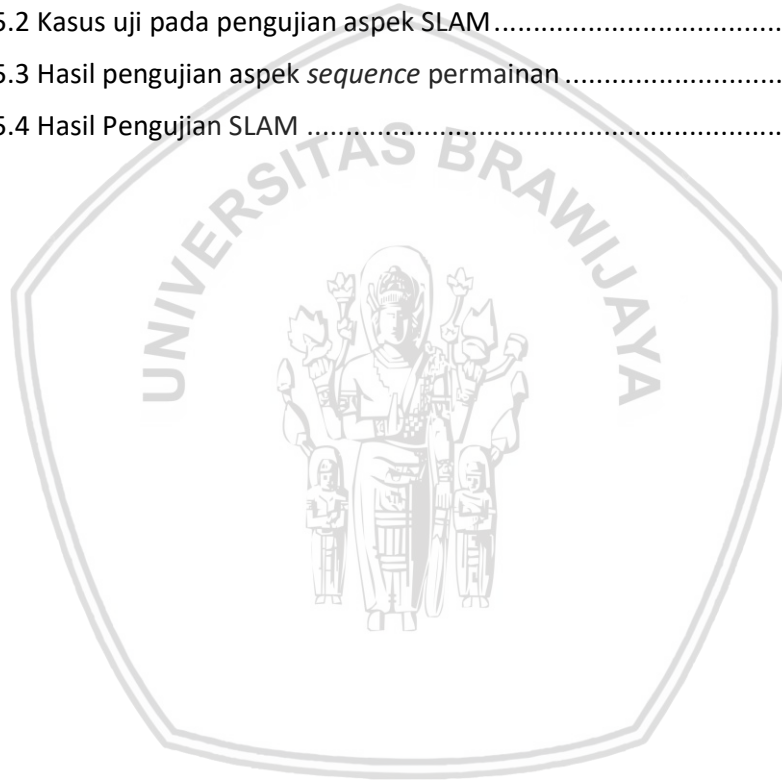 5.2 Kasus uji pada pengujian aspek SLAM....................................
5.3 Hasil pengujian aspek sequence permainan..........................
5.4 Hasil Pengujian SLAM ............................................................
UNIVERSITAS BRAWIJAYA